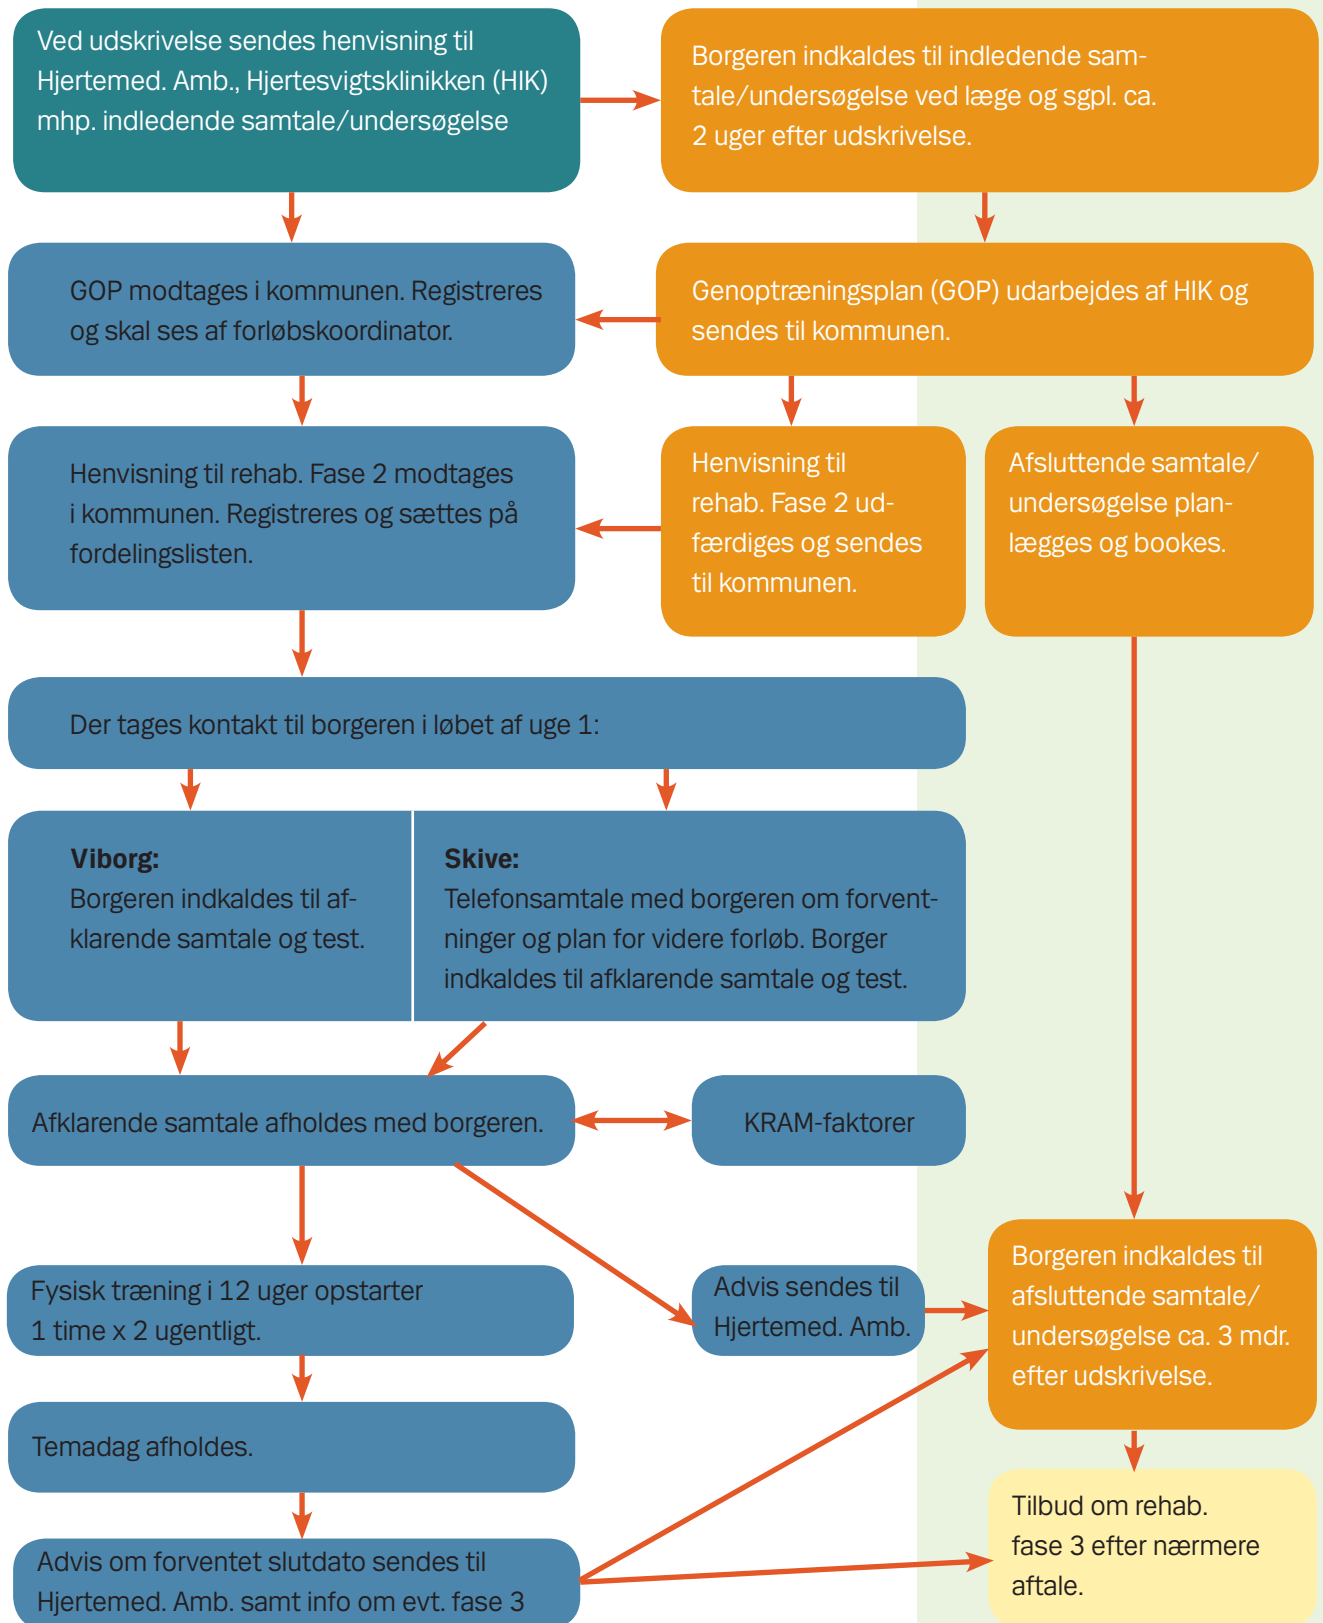 Ved udskrivelse sendes henvisning til
Hjertemed. Amb., Hjertesvigtsklinikken (HIK)
mhp. indledende samtale/undersøgelse
Borgeren indkaldes til indledende sam-
tale/undersøgelse ved læge og sgpl. ca.
2 uger efter udskrivelse.
GOP modtages i kommunen. Registreres
og skal ses af forløbskoordinator.
Genoptræningsplan (GOP) udarbejdes af HIK og
sendes til kommunen.
Henvisning til rehab. Fase 2 modtages
i kommunen. Registreres og sættes på
fordelingslisten.
Henvisning til
rehab. Fase 2 ud-
færdiges og sendes
til kommunen.
Afsluttende samtale/
undersøgelse plan-
lægges og bookes.
Der tages kontakt til borgeren i løbet af uge 1:
Viborg:
Borgeren indkaldes til af-
klarende samtale og test.
Skive:
Telefonsamtale med borgeren om forvent-
ninger og plan for videre forløb. Borger
indkaldes til afklarende samtale og test.
Afklarende samtale afholdes med borgeren.
KRAM-faktorer
Fysisk træning i 12 uger opstarter
1 time x 2 ugentligt.
Advis sendes til
Hjertemed. Amb.
Borgeren indkaldes til
afsluttende samtale/
undersøgelse ca. 3 mdr.
efter udskrivelse.
Temadag afholdes.
Advis om forventet slutdato sendes til
Hjertemed. Amb. samt info om evt. fase 3
Tilbud om rehab.
fase 3 efter nærmere
aftale.